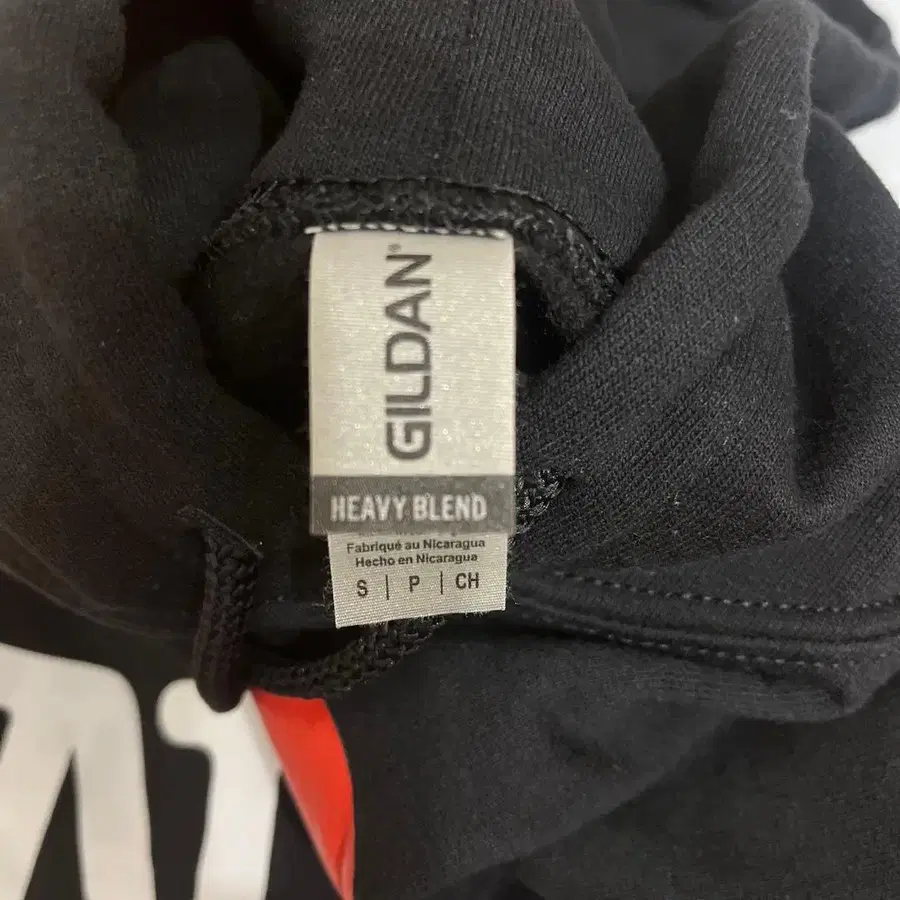 GILDAN®
HEAVY BLEND
Fabriqué au Nicaragua
Hecho en Nicaragua
S | P | CH